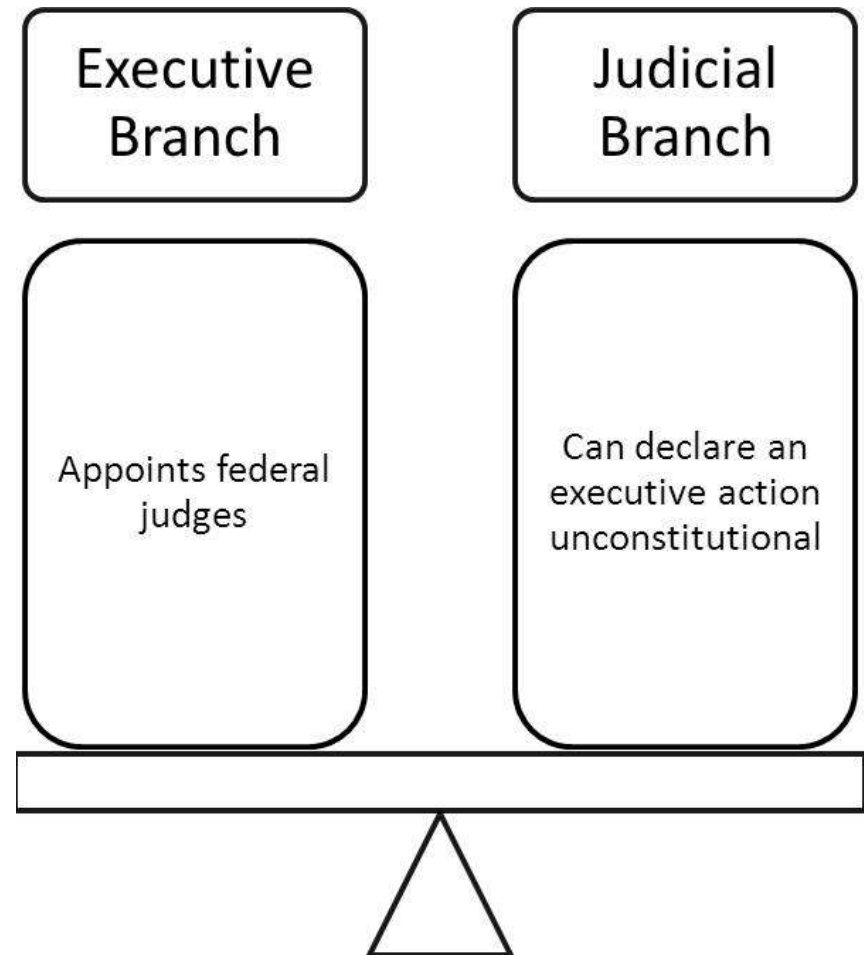 Executive
Branch
Judicial
Branch
Appoints federal
judges
Can declare an
executive action
unconstitutional